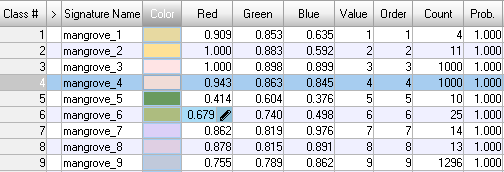 Class # > Signature Name Color Red Green Blue Value Order Count Prob.
1 mangrove_1 0.909 0.853 0.635 1 1 4 1.000
2 mangrove_2 1.000 0.883 0.592 2 2 11 1.000
3 mangrove_3 1.000 0.898 0.899 3 3 1000 1.000
4 mangrove_4 0.943 0.863 0.845 4 4 1000 1.000
5 mangrove_5 0.414 0.604 0.376 5 5 10 1.000
6 mangrove_6 0.679 0.740 0.498 6 6 25 1.000
7 mangrove_7 0.862 0.819 0.976 7 7 14 1.000
8 mangrove_8 0.878 0.815 0.891 8 8 13 1.000
9 mangrove_9 0.755 0.789 0.862 9 9 1296 1.000